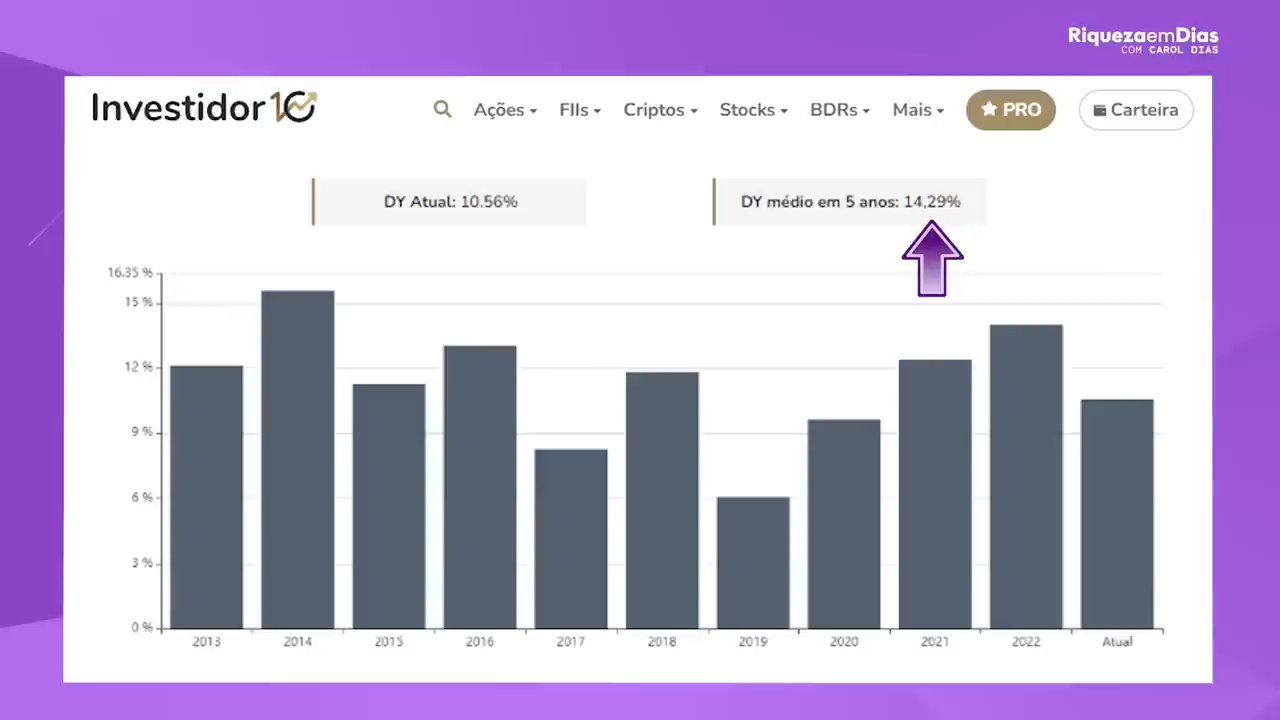 RiquezaemDias
COM CAROL DIAS
Investidor 10
Ações
FIIs
Criptos
Stocks
BDRs
Mais
PRO
Carteira
DY Atual: 10.56%
DY médio em 5 anos: 14,29%
16.35 %
15 %
12 %
9 %
6 %
3 %
0 %
2013 2014 2015 2016 2017 2018 2019 2020 2021 2022 Atual